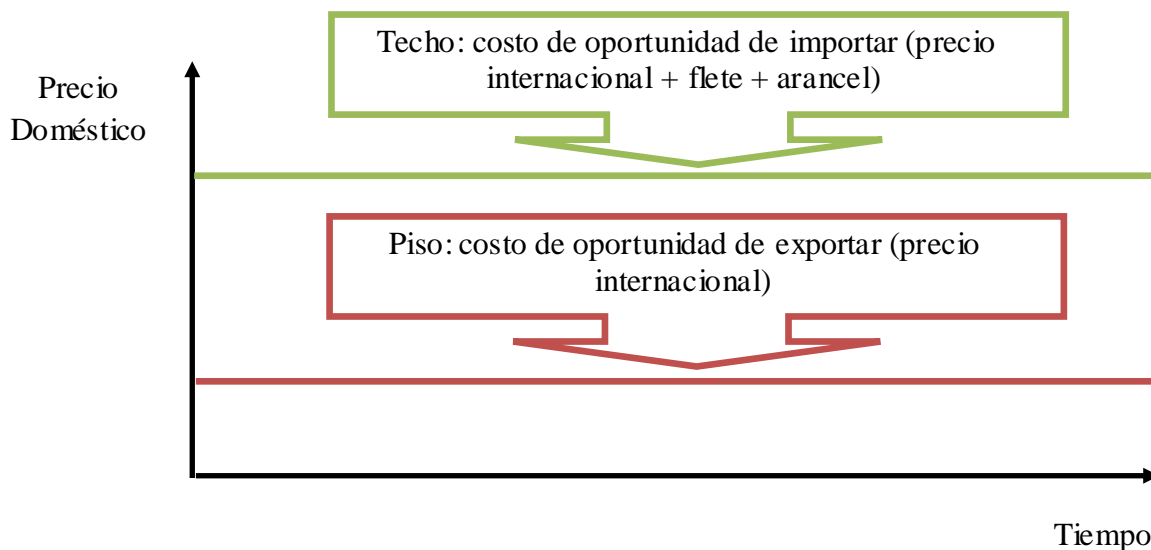 Techo: costo de oportunidad de importar (precio
internacional + flete + arancel)
Precio
Doméstico
Piso: costo de oportunidad de exportar (precio
internacional)
Tiempo